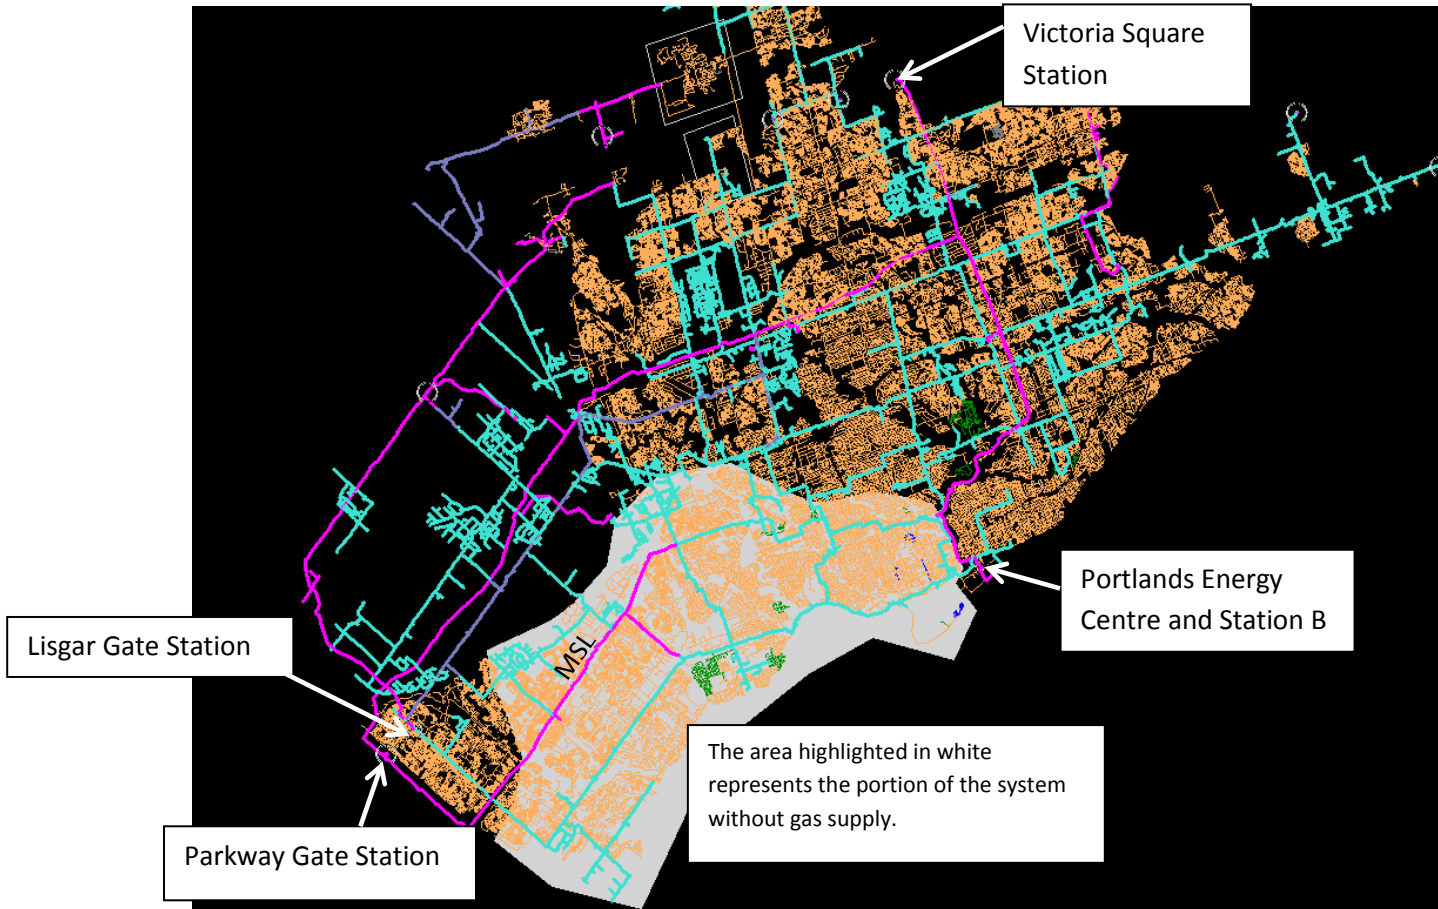 Victoria Square
Station
Portlands Energy
Centre and Station B
Lisgar Gate Station
MSL
The area highlighted in white
represents the portion of the system
without gas supply.
Parkway Gate Station